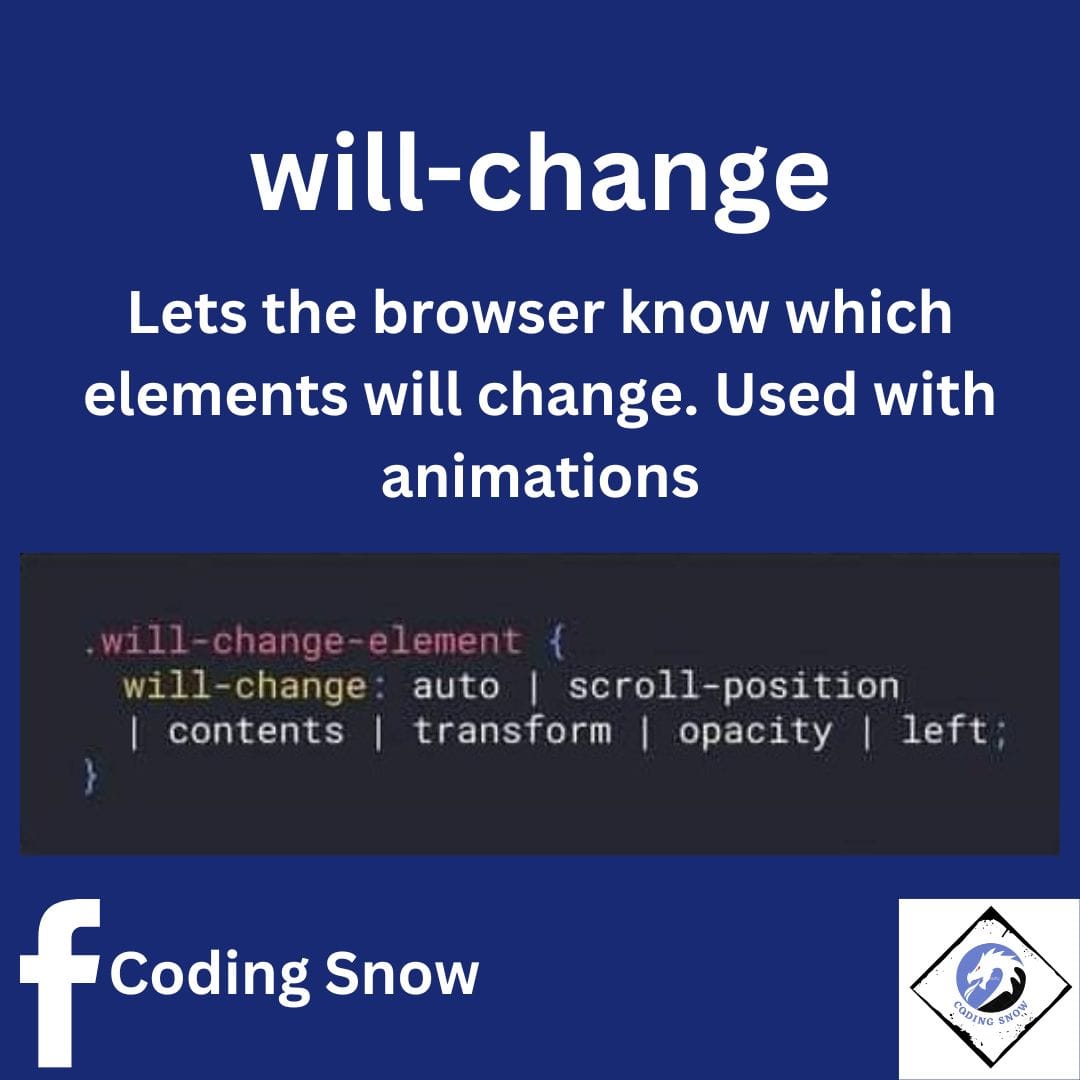 will-change
Lets the browser know which
elements will change. Used with
animations
.will-change-element {
will-change: auto | scroll-position
| contents | transform | opacity | left;
}
f Coding Snow
CODING SNOW